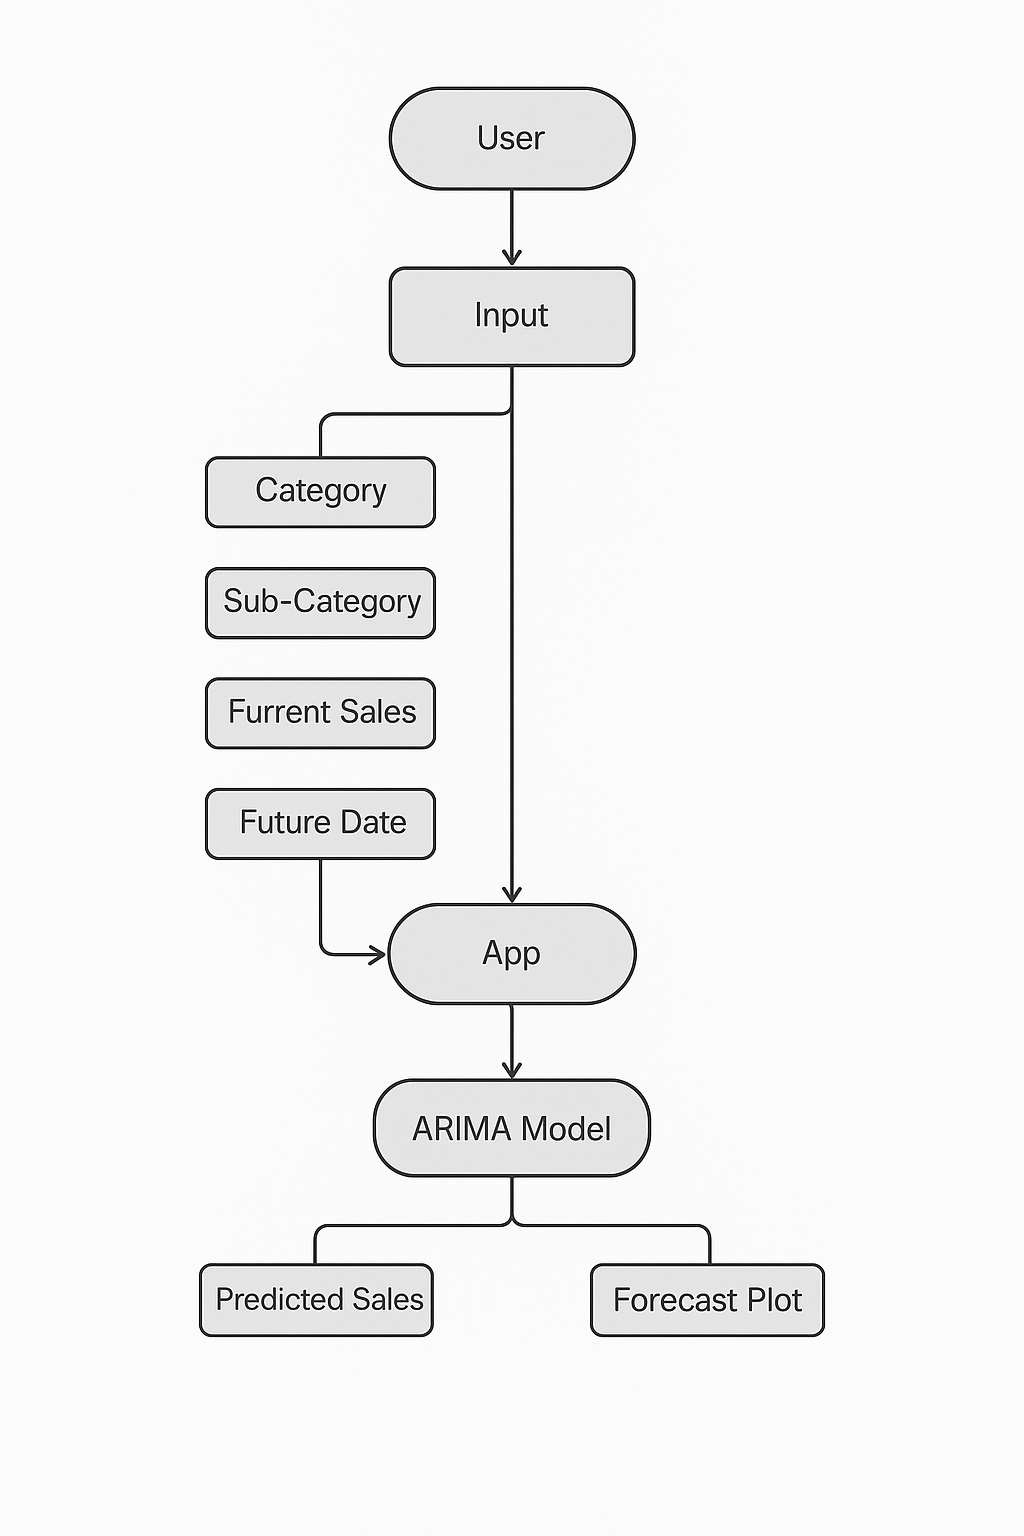 User
Input
Category
Sub-Category
Furrent Sales
Future Date
App
ARIMA Model
Predicted Sales
Forecast Plot